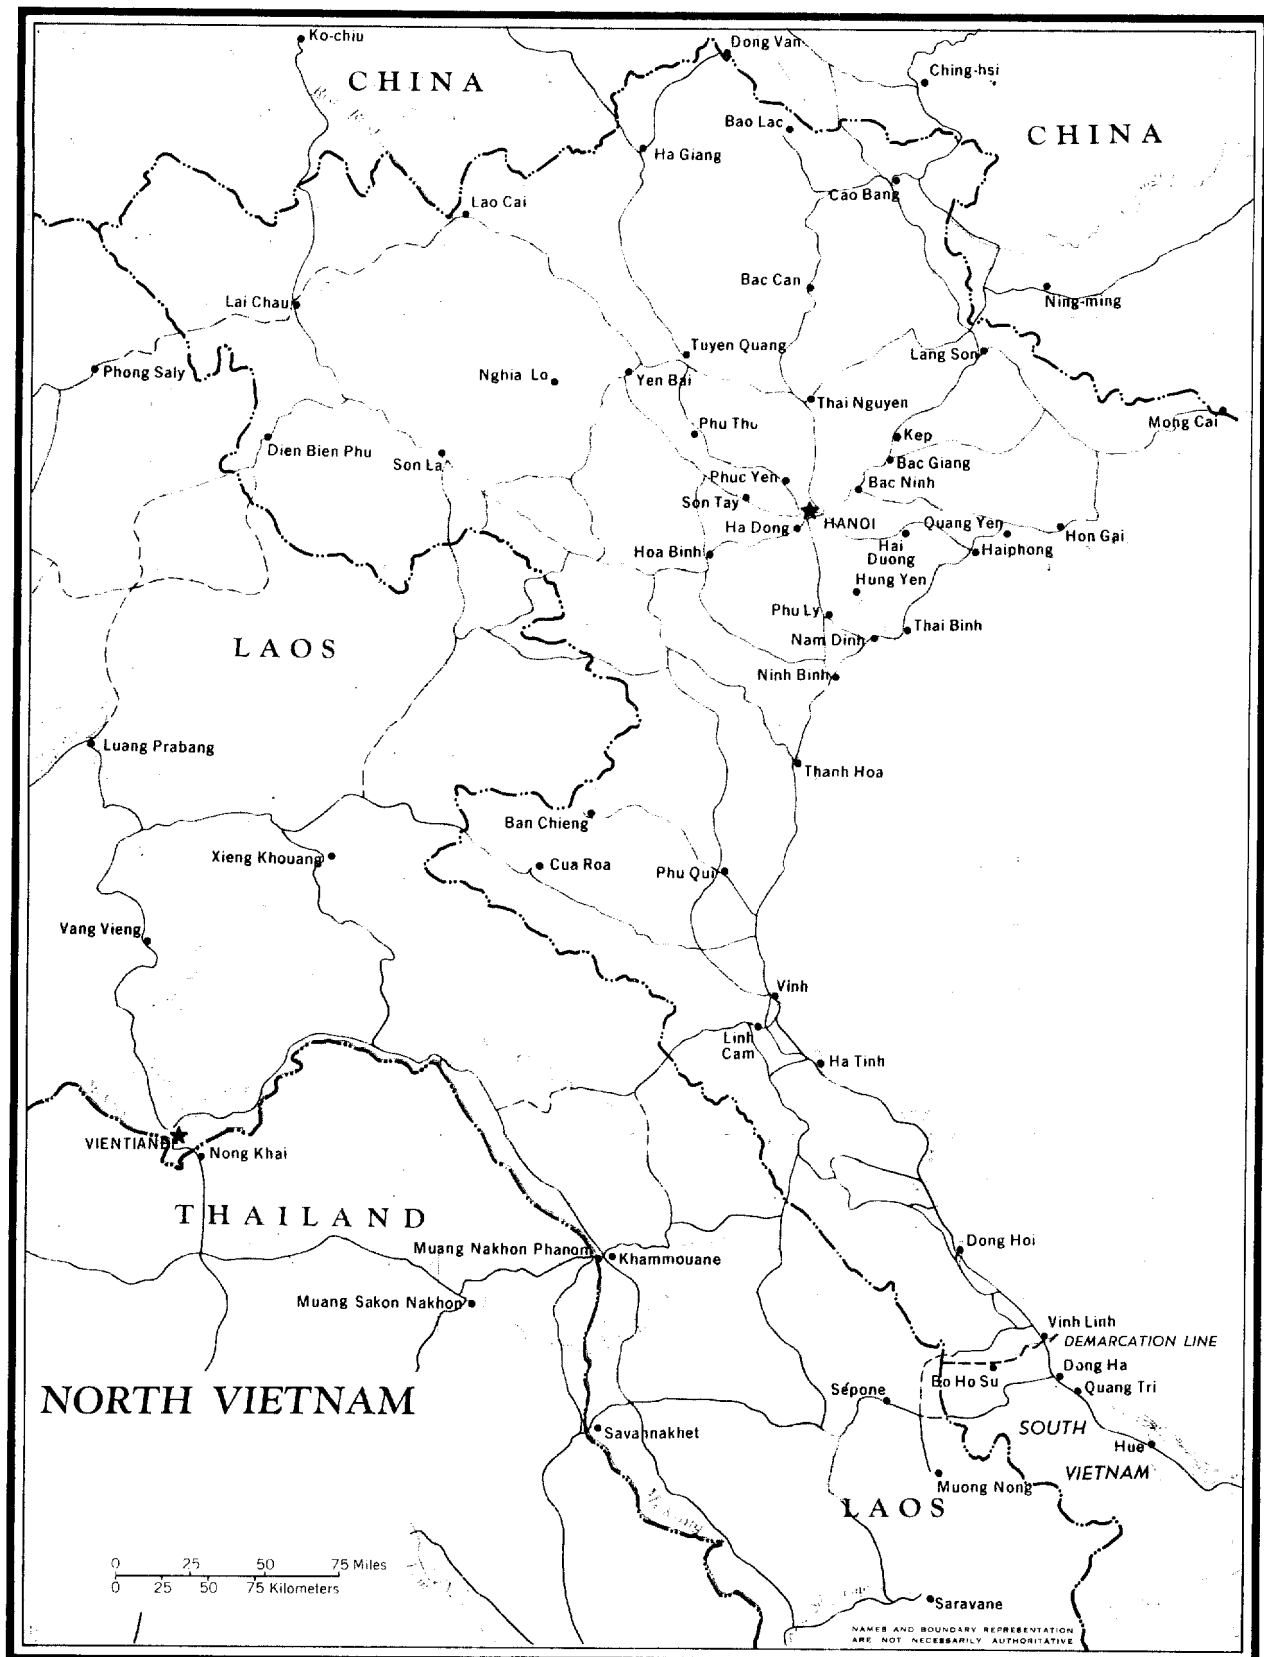 Ko-chiu
Dong Van
CHINA
Ching-hsi
Bao Lac
CHINA
Ha Giang
Cao Bang
Lao Cai
Bac Can
Lai Chau
Ning-ming
Tuyen Quang
Lang Son
Phong Saly
Nghia Lo
Yen Bai
Thai Nguyen
Mong Cai
Phu Tho
Kep
Dien Bien Phu
Son La
Bac Giang
Phuc Yen
Bac Ninh
Son Tay
HANOI
Quang Yen
Ha Dong
Hon Gai
Hai
Duong
Haiphong
Hoa Binh
Hung Yen
Phu Ly
Thai Binh
LAOS
Nam Dinh
Ninh Binh
Luang Prabang
Thanh Hoa
Ban Chieng
Xieng Khouang
Cua Roa
Phu Qui
Vang Vieng
Vinh
Linh
Cam
Ha Tinh
VIENTIANE
Nong Khai
THAILAND
Dong Hoi
Muang Nakhon Phanom
Khammouane
Muang Sakon Nakhon
Vinh Linh
DEMARCATION LINE
Dong Ha
Bo Ho Su
Quang Tri
Sepone
NORTH VIETNAM
SOUTH
VIETNAM
Savannakhet
Hue
Muong Nong
LAOS
0 25 50 75 Miles
0 25 50 75 Kilometers
Saravane
NAMES AND BOUNDARY REPRESENTATION
ARE NOT NECESSARILY AUTHORITATIVE